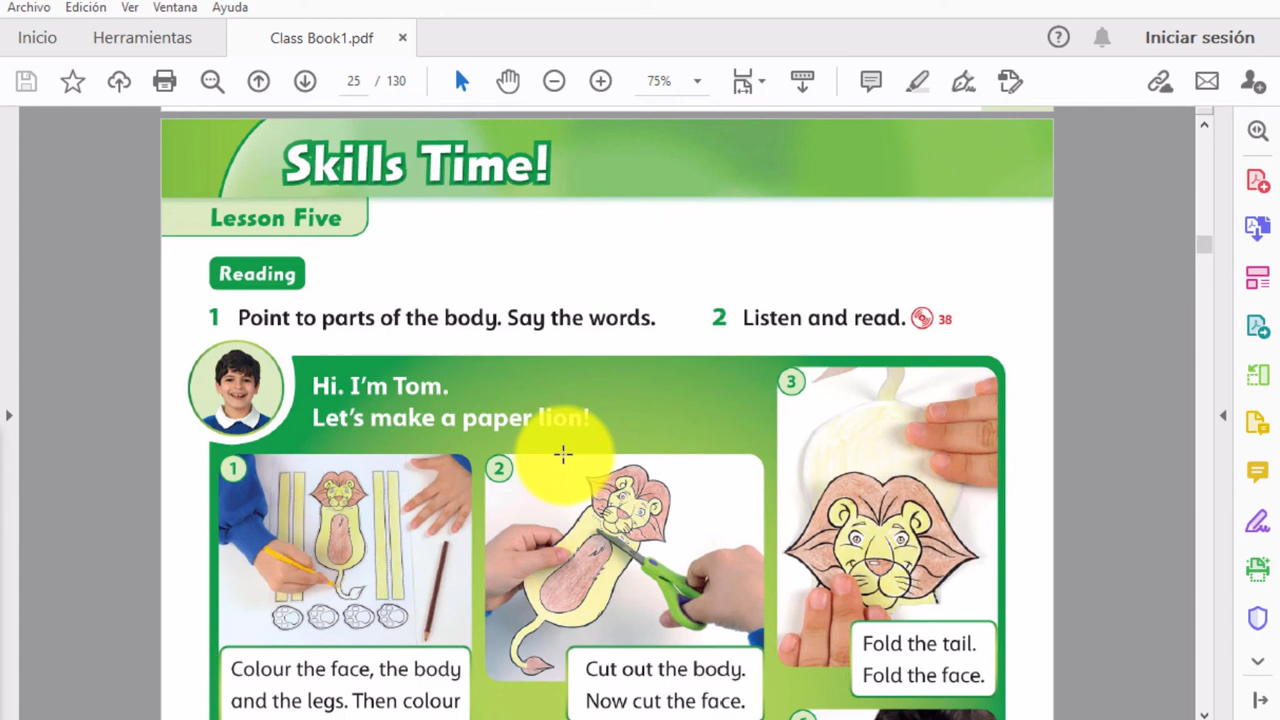 Archivo Edición Ver Ventana Ayuda
Inicio Herramientas Class Book1.pdf × Iniciar sesión
25 / 130 75%
Skills Time!
Lesson Five
Reading
1 Point to parts of the body. Say the words.
2 Listen and read. 38
Hi. I'm Tom.
Let's make a paper lion!
1
Colour the face, the body
and the legs. Then colour
2
Cut out the body.
Now cut the face.
3
Fold the tail.
Fold the face.